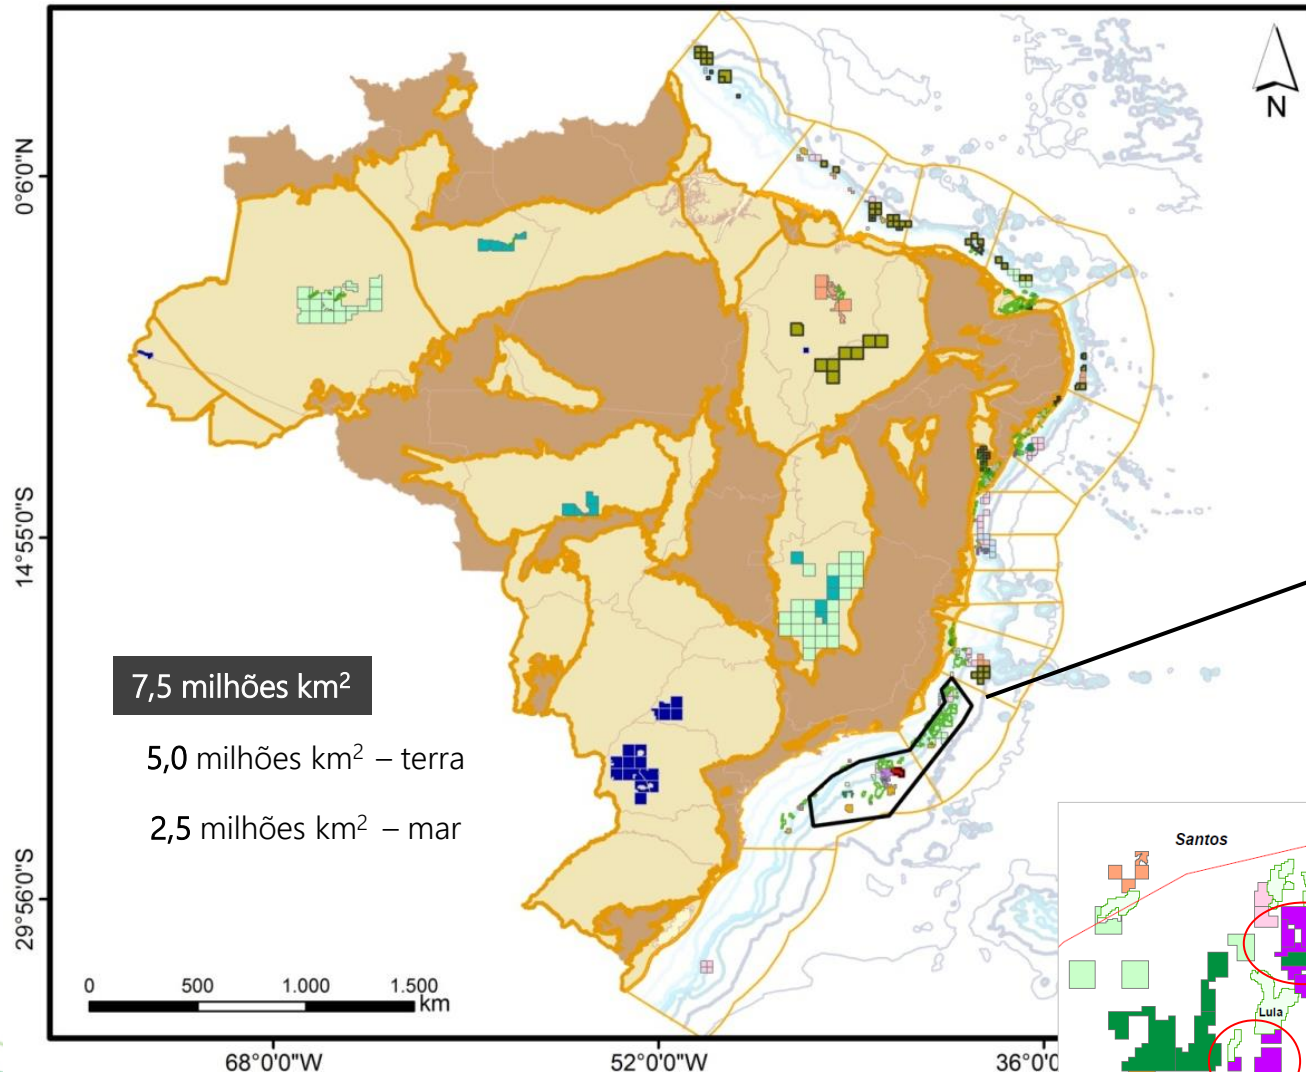 N
0°6'0"N
14°55'0"S
29°56'0"S
7,5 milhões km²
5,0 milhões km² – terra
2,5 milhões km² – mar
0 500 1.000 1.500
km
68°0'0"W 52°0'0"W 36°0'0
Santos
Lula